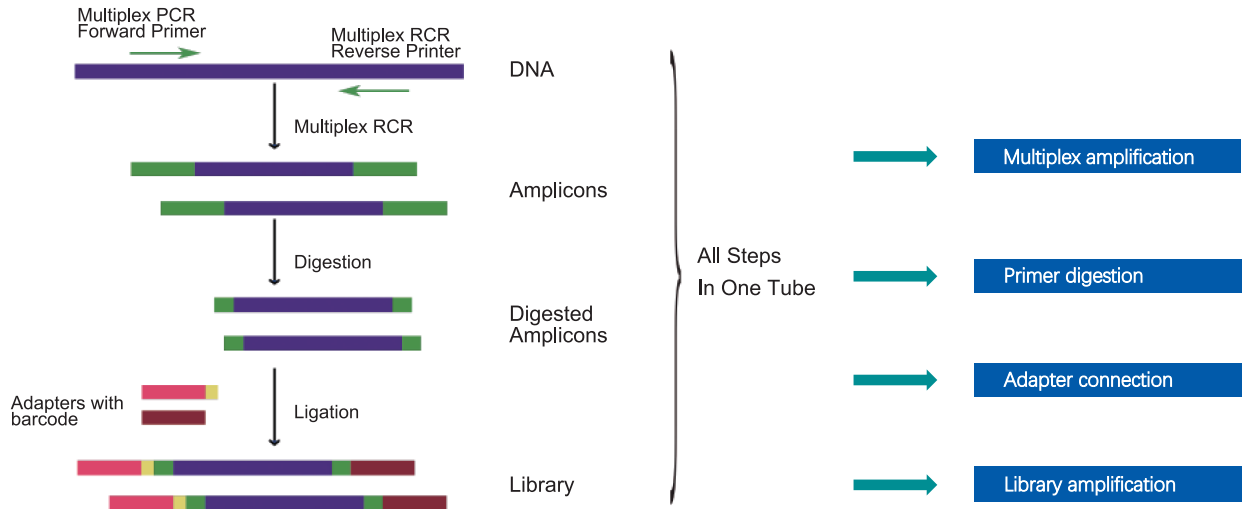 Multiplex PCR
Forward Primer
Multiplex RCR
Reverse Printer
DNA
Multiplex RCR
Amplicons
Digestion
Digested
Amplicons
Adapters with
barcode
Ligation
Library
All Steps
In One Tube
Multiplex amplification
Primer digestion
Adapter connection
Library amplification